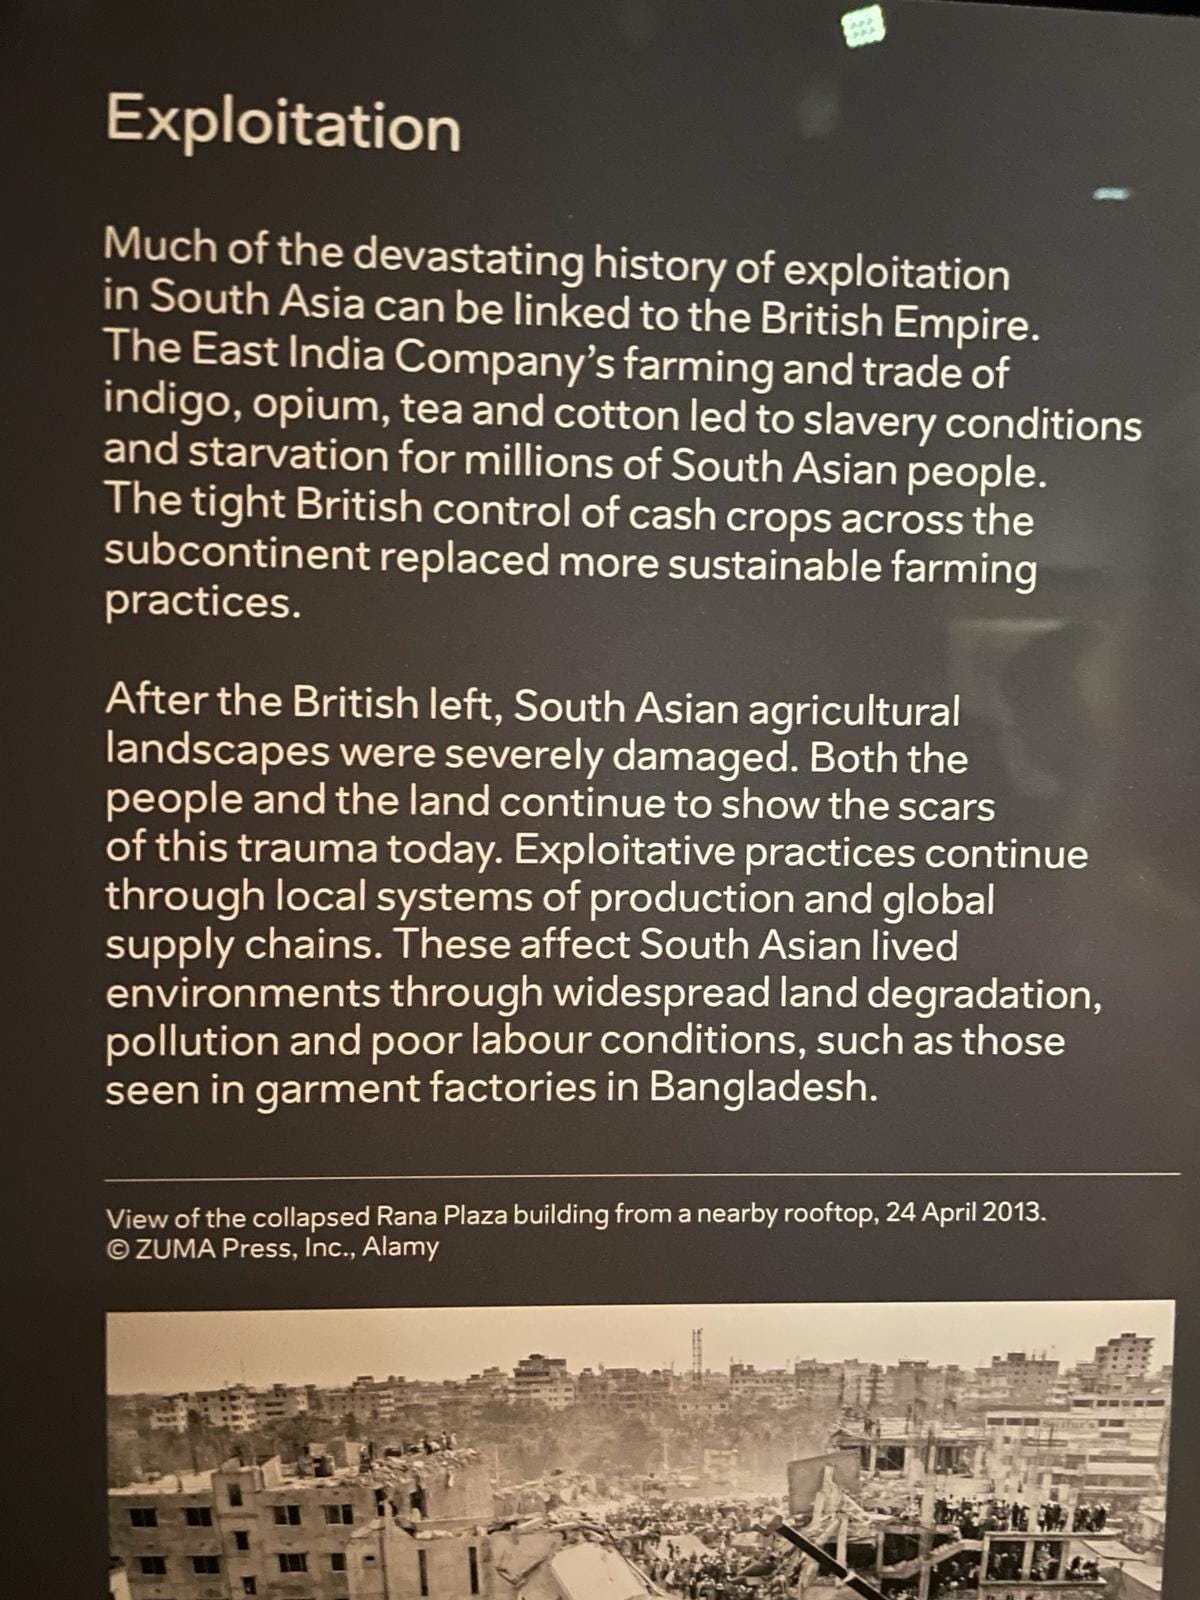 Exploitation
Much of the devastating history of exploitation
in South Asia can be linked to the British Empire.
The East India Company's farming and trade of
indigo, opium, tea and cotton led to slavery conditions
and starvation for millions of South Asian people.
The tight British control of cash crops across the
subcontinent replaced more sustainable farming
practices.
After the British left, South Asian agricultural
landscapes were severely damaged. Both the
people and the land continue to show the scars
of this trauma today. Exploitative practices continue
through local systems of production and global
supply chains. These affect South Asian lived
environments through widespread land degradation,
pollution and poor labour conditions, such as those
seen in garment factories in Bangladesh.
View of the collapsed Rana Plaza building from a nearby rooftop, 24 April 2013.
© ZUMA Press, Inc., Alamy